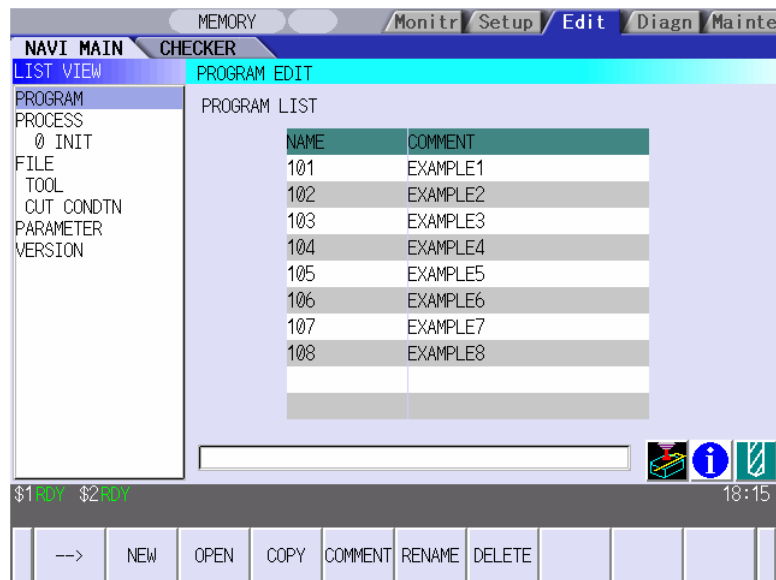 MEMORY Monitr Setup Edit Diagn Mainte
NAVI MAIN CHECKER
LIST VIEW PROGRAM EDIT
PROGRAM
PROCESS
0 INIT
FILE
TOOL
CUT CONDTN
PARAMETER
VERSION
PROGRAM LIST
NAME COMMENT
101 EXAMPLE1
102 EXAMPLE2
103 EXAMPLE3
104 EXAMPLE4
105 EXAMPLE5
106 EXAMPLE6
107 EXAMPLE7
108 EXAMPLE8
$1RDY $2RDY 18:15
--> NEW OPEN COPY COMMENT RENAME DELETE